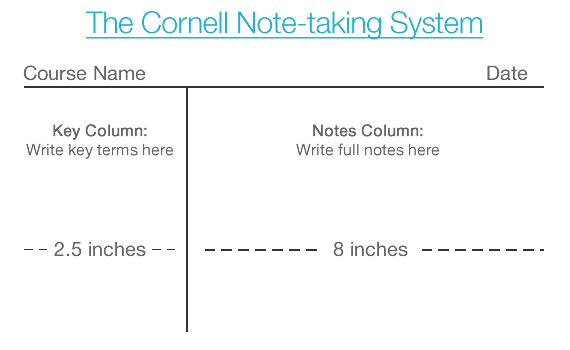 The Cornell Note-taking System
Course Name Date
Key Column:
Write key terms here
Notes Column:
Write full notes here
2.5 inches
8 inches